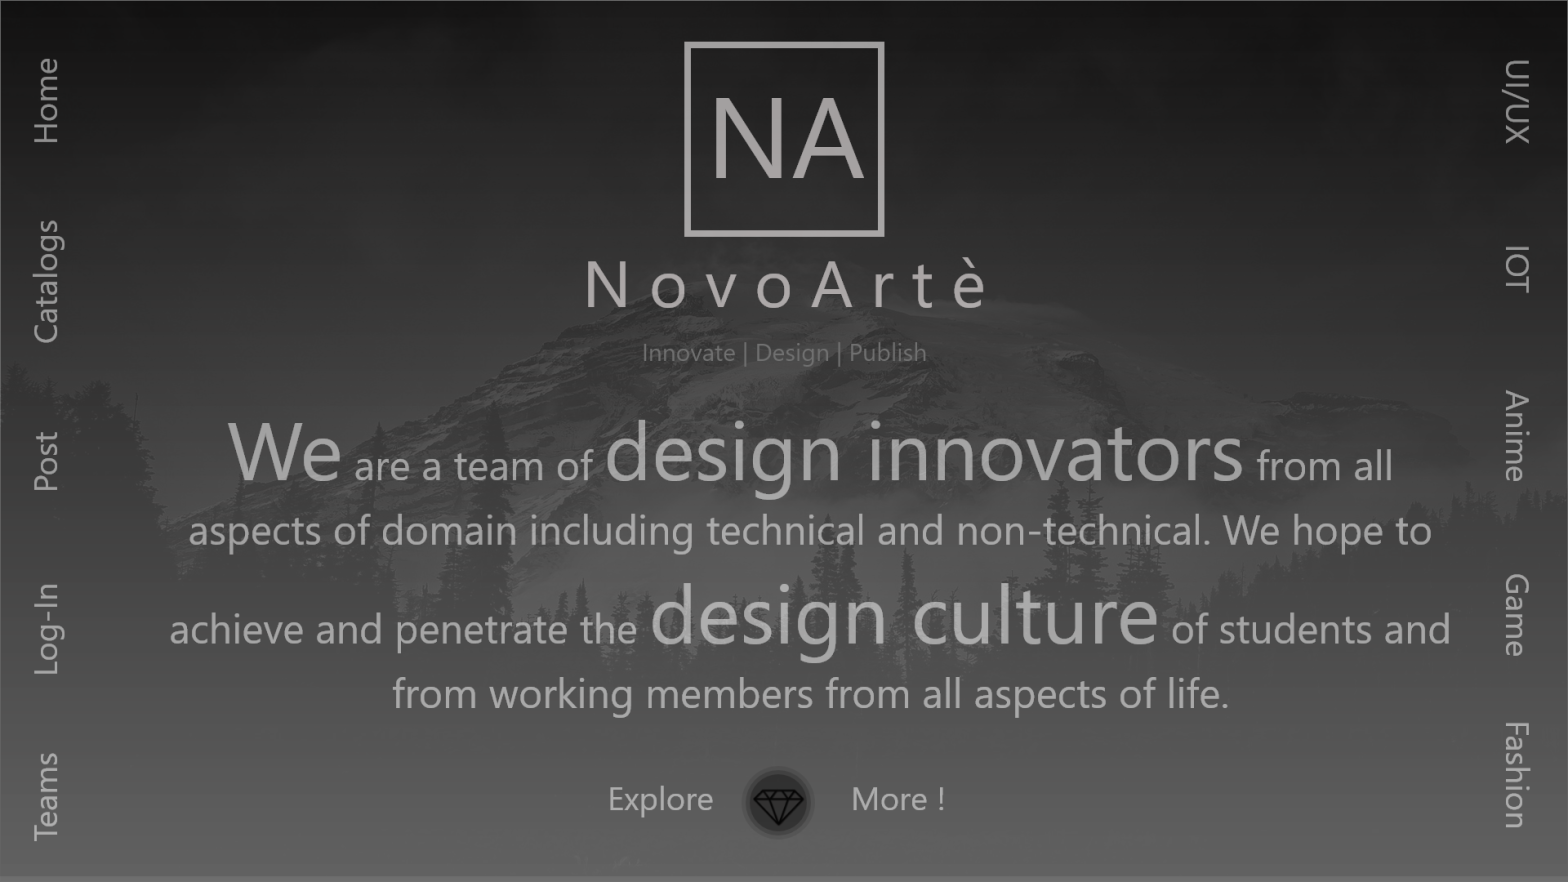 NA
NovoArtè
Innovate | Design | Publish
Home
Catalogs
Post
Log-In
Teams
We are a team of design innovators from all
aspects of domain including technical and non-technical. We hope to
achieve and penetrate the design culture of students and
from working members from all aspects of life.
Explore More !
UI/UX
IOT
Anime
Game
Fashion